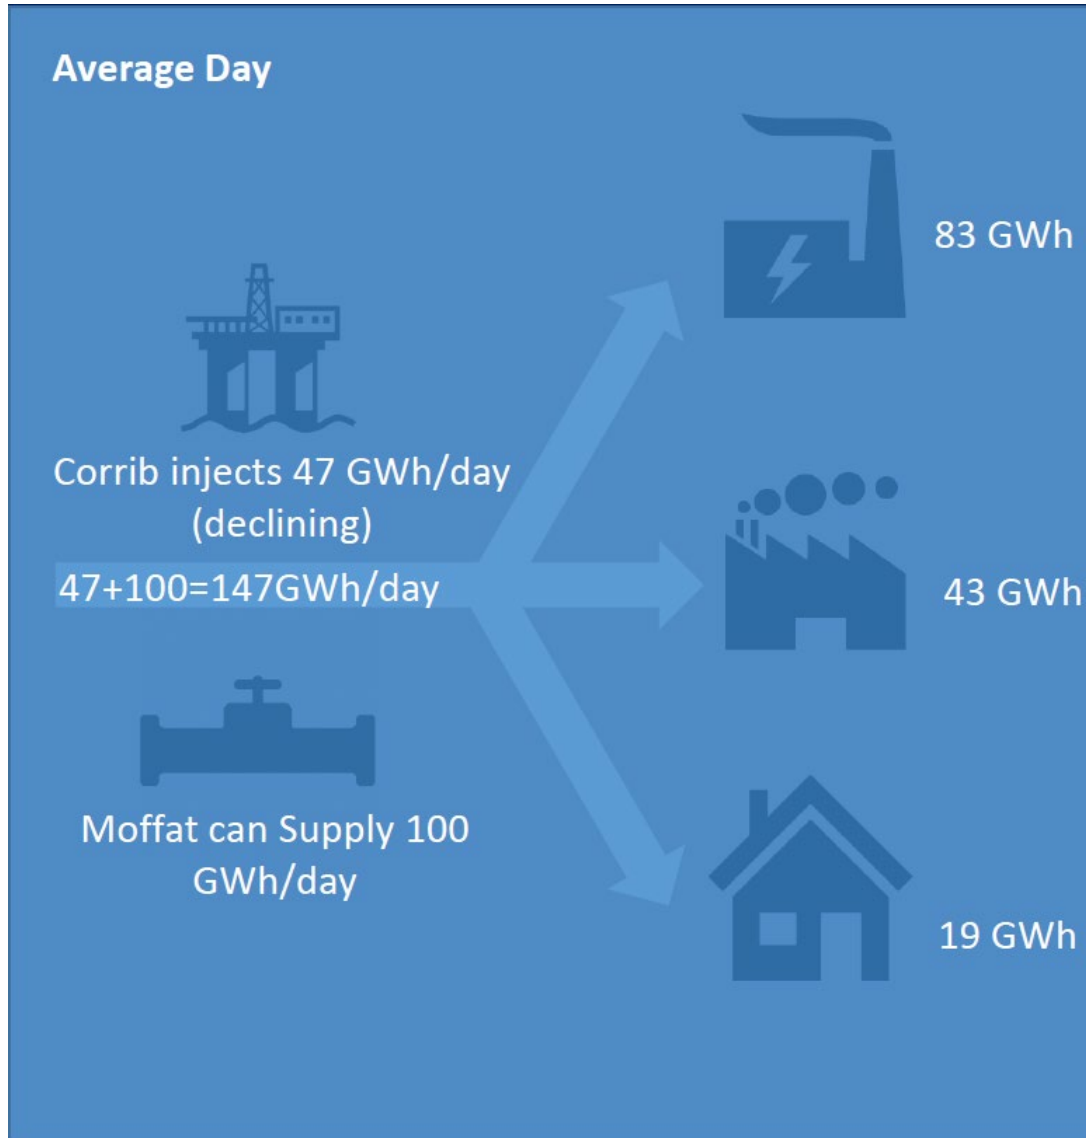 Average Day
83 GWh
Corrib injects 47 GWh/day
(declining)
47+100=147GWh/day
43 GWh
Moffat can Supply 100
GWh/day
19 GWh